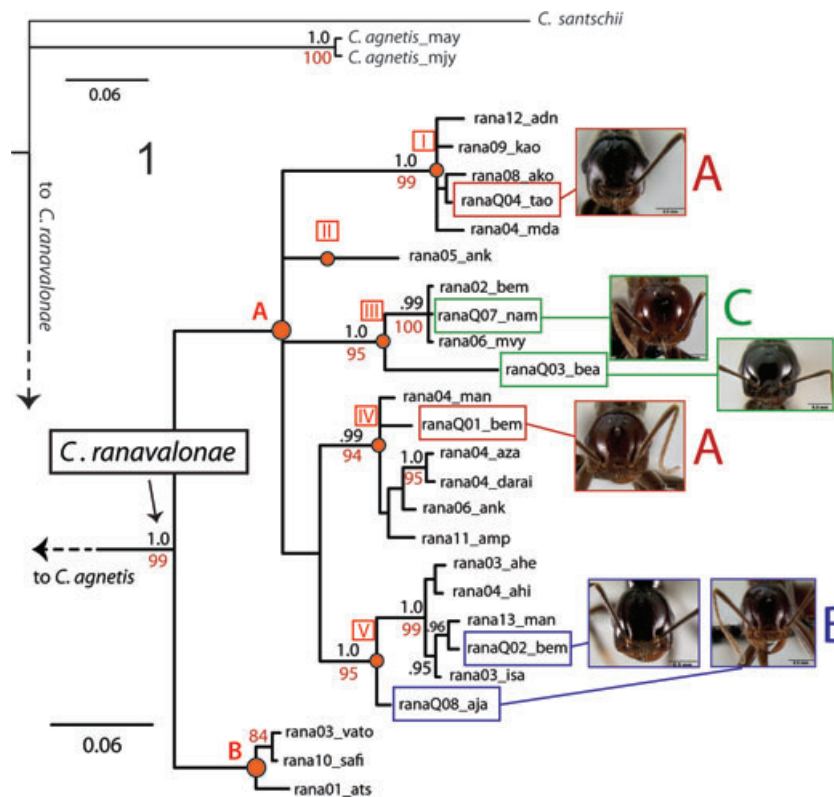 C. santschii
1.0
C. agnetis_may
100
C. agnetis_mjy
0.06
1
to C. ranavalonae
rana12_adn
I
rana09_kao
1.0
99
rana08_ako
ranaQ04_tao
A
rana04_mda
II
rana05_ank
A
rana02_bem
.99
III
ranaQ07_nam
C
100
1.0
rana06_mvy
95
ranaQ03_bea
rana04_man
IV
ranaQ01_bem
A
.99
94
rana04_aza
1.0
95
rana04_darai
rana06_ank
rana11_amp
C. ranavalonae
1.0
99
to C. agnetis
rana03_ahe
rana04_ahi
1.0
99
rana13_man
.96
V
ranaQ02_bem
B
1.0
95
.95
rana03_isa
ranaQ08_aja
0.06
84
rana03_vato
B
rana10_safi
rana01_ats